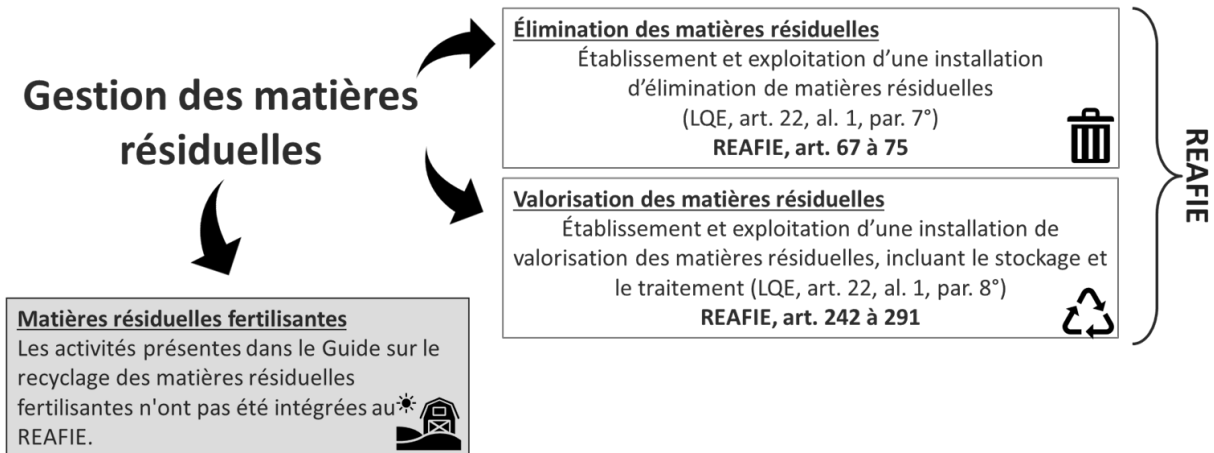 Gestion des matières
résiduelles
Élimination des matières résiduelles
Établissement et exploitation d’une installation
d’élimination de matières résiduelles
(LQE, art. 22, al. 1, par. 7°)
REAFIE, art. 67 à 75
Valorisation des matières résiduelles
Établissement et exploitation d’une installation de
valorisation des matières résiduelles, incluant le stockage et
le traitement (LQE, art. 22, al. 1, par. 8°)
REAFIE, art. 242 à 291
REAFIE
Matières résiduelles fertilisantes
Les activités présentes dans le Guide sur le
recyclage des matières résiduelles
fertilisantes n'ont pas été intégrées au
REAFIE.